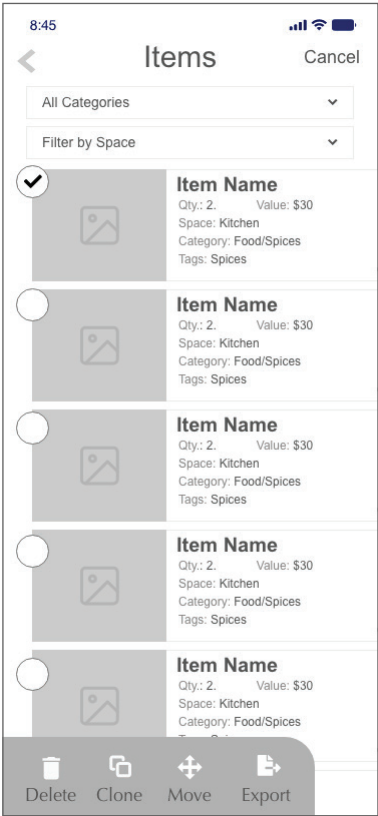 8:45
Items
Cancel
All Categories
Filter by Space
Item Name
Qty.: 2. Value: $30
Space: Kitchen
Category: Food/Spices
Tags: Spices
Item Name
Qty.: 2. Value: $30
Space: Kitchen
Category: Food/Spices
Tags: Spices
Item Name
Qty.: 2. Value: $30
Space: Kitchen
Category: Food/Spices
Tags: Spices
Item Name
Qty.: 2. Value: $30
Space: Kitchen
Category: Food/Spices
Tags: Spices
Item Name
Qty.: 2. Value: $30
Space: Kitchen
Category: Food/Spices
Delete Clone Move Export